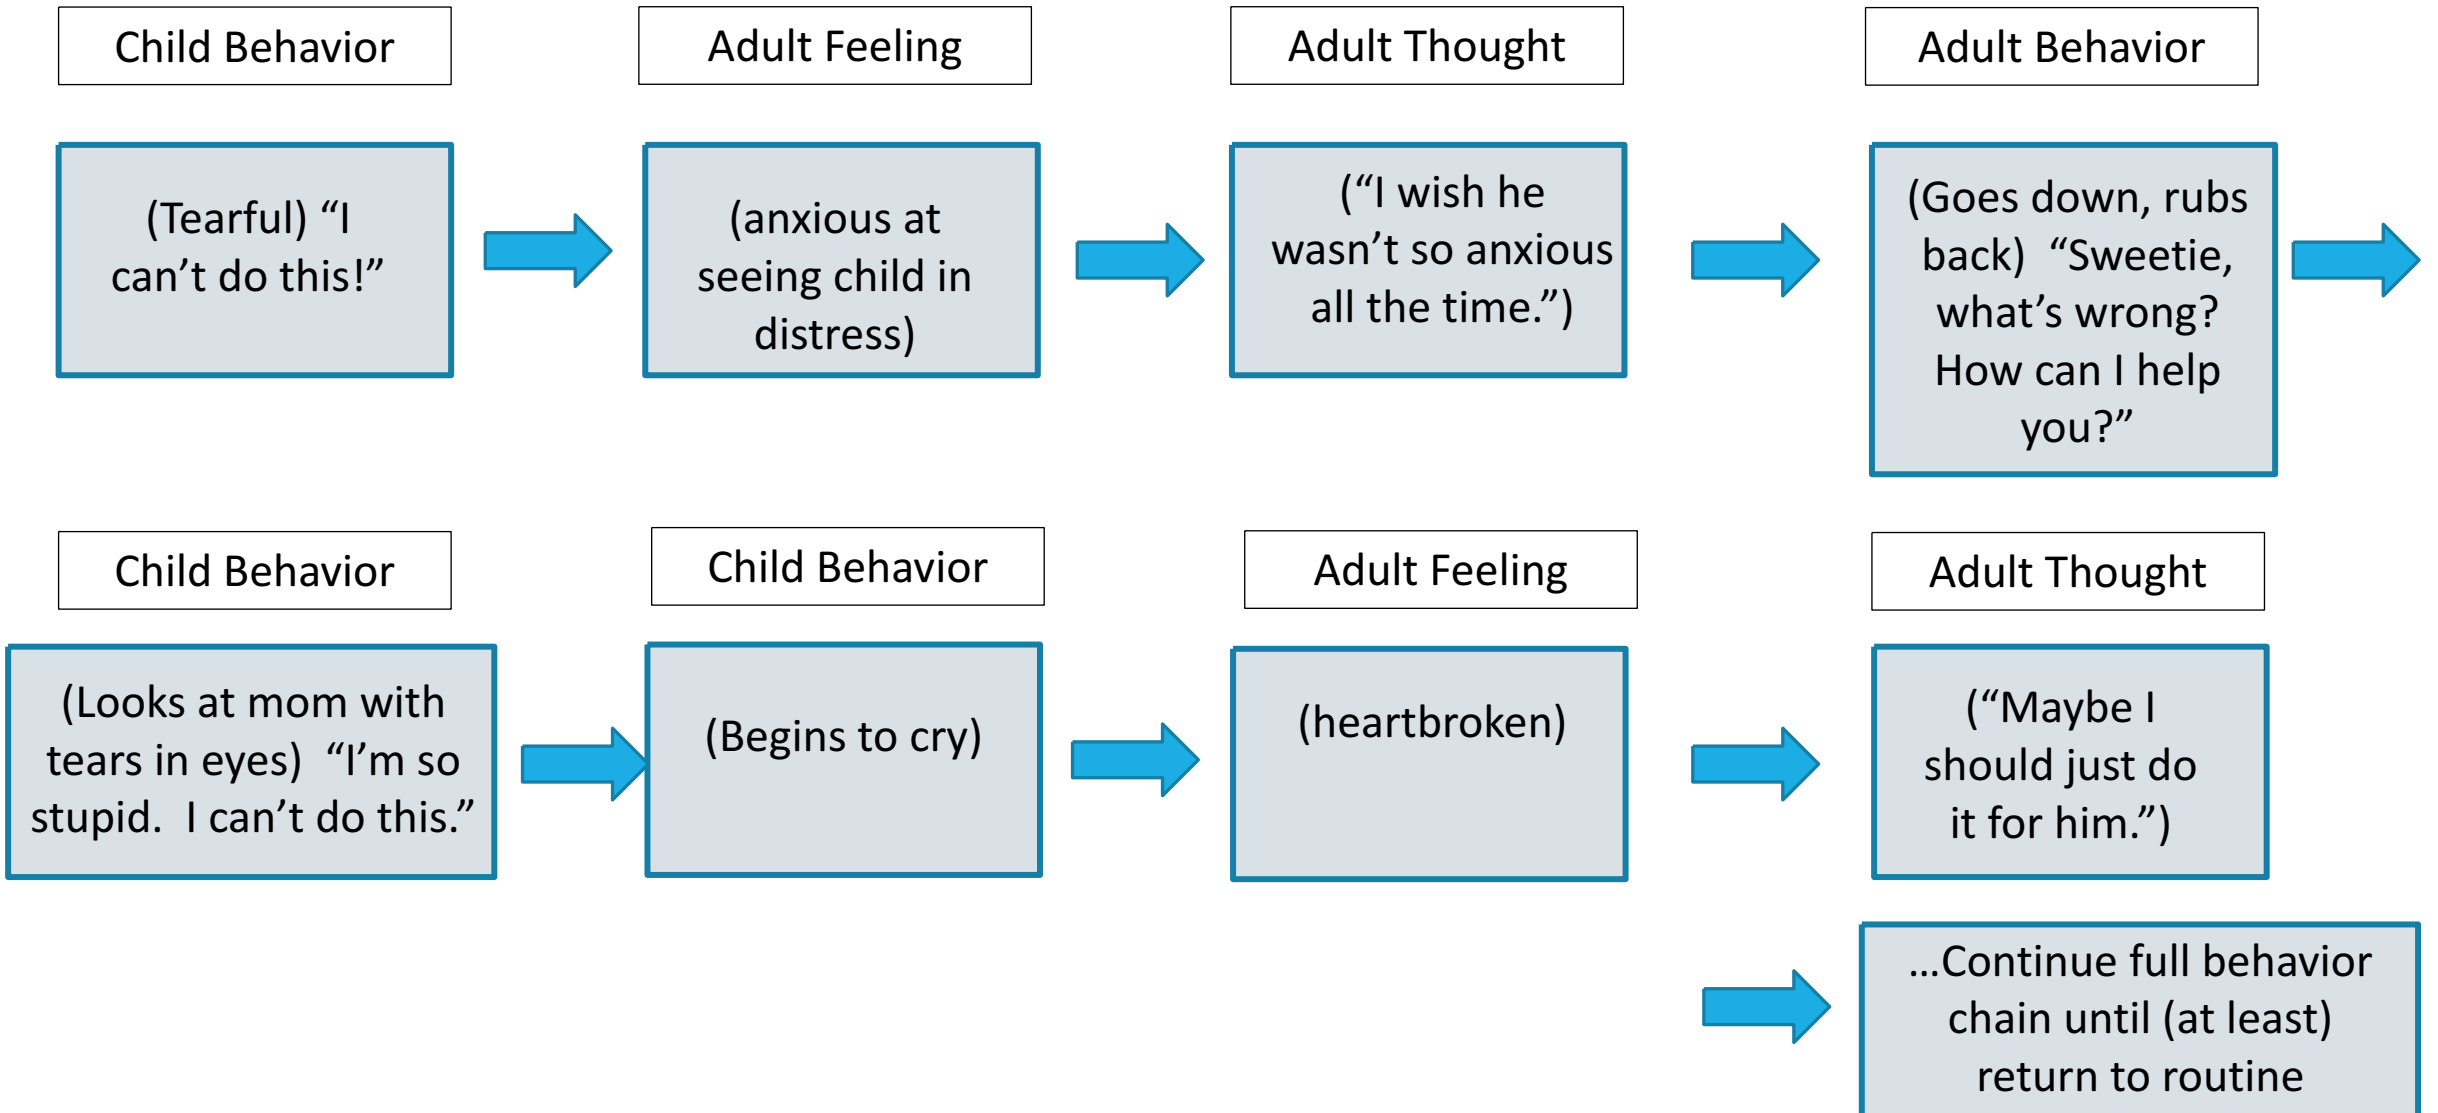 Child Behavior
Adult Feeling
Adult Thought
Adult Behavior
(Tearful) “I
can’t do this!”
(anxious at
seeing child in
distress)
(“I wish he
wasn’t so anxious
all the time.”)
(Goes down, rubs
back)  “Sweetie,
what’s wrong?
How can I help
you?”
Child Behavior
Child Behavior
Adult Feeling
Adult Thought
(Looks at mom with
tears in eyes)  “I’m so
stupid.  I can’t do this.”
(Begins to cry)
(heartbroken)
(“Maybe I
should just do
it for him.”)
…Continue full behavior
chain until (at least)
return to routine